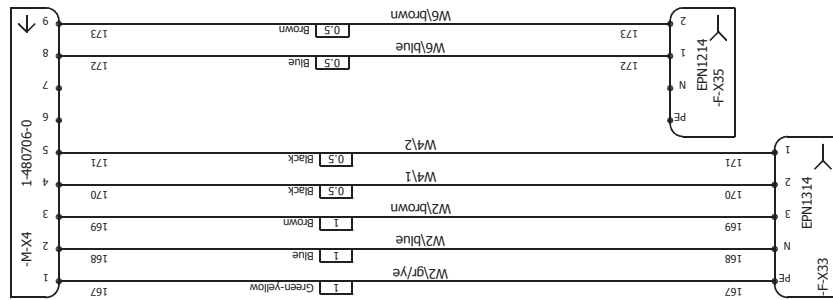 9 173 Brown 0.5 W6\brown 173 2
8 172 Blue 0.5 W6\blue 172 1
7 N
6 PE
EPN1214
-F-X35
1-480706-0
-M-X4
5 171 Black 0.5 W4\2 171 1
4 170 Black 0.5 W4\1 170 2
3 169 Brown 1 W2\brown 169 3
2 168 Blue 1 W2\blue 168 N
1 167 Green-yellow 1 W2\gr/ye 167 PE
EPN1314
-F-X33